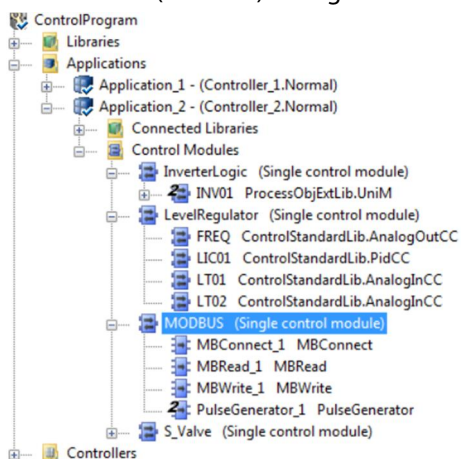 ControlProgram
Libraries
Applications
Application_1 - (Controller_1.Normal)
Application_2 - (Controller_2.Normal)
Connected Libraries
Control Modules
InverterLogic (Single control module)
2 INV01 ProcessObjExtLib.UniM
LevelRegulator (Single control module)
FREQ ControlStandardLib.AnalogOutCC
LIC01 ControlStandardLib.PidCC
LT01 ControlStandardLib.AnalogInCC
LT02 ControlStandardLib.AnalogInCC
MODBUS (Single control module)
MBConnect_1 MBConnect
MBRead_1 MBRead
MBWrite_1 MBWrite
2 PulseGenerator_1 PulseGenerator
S_Valve (Single control module)
Controllers